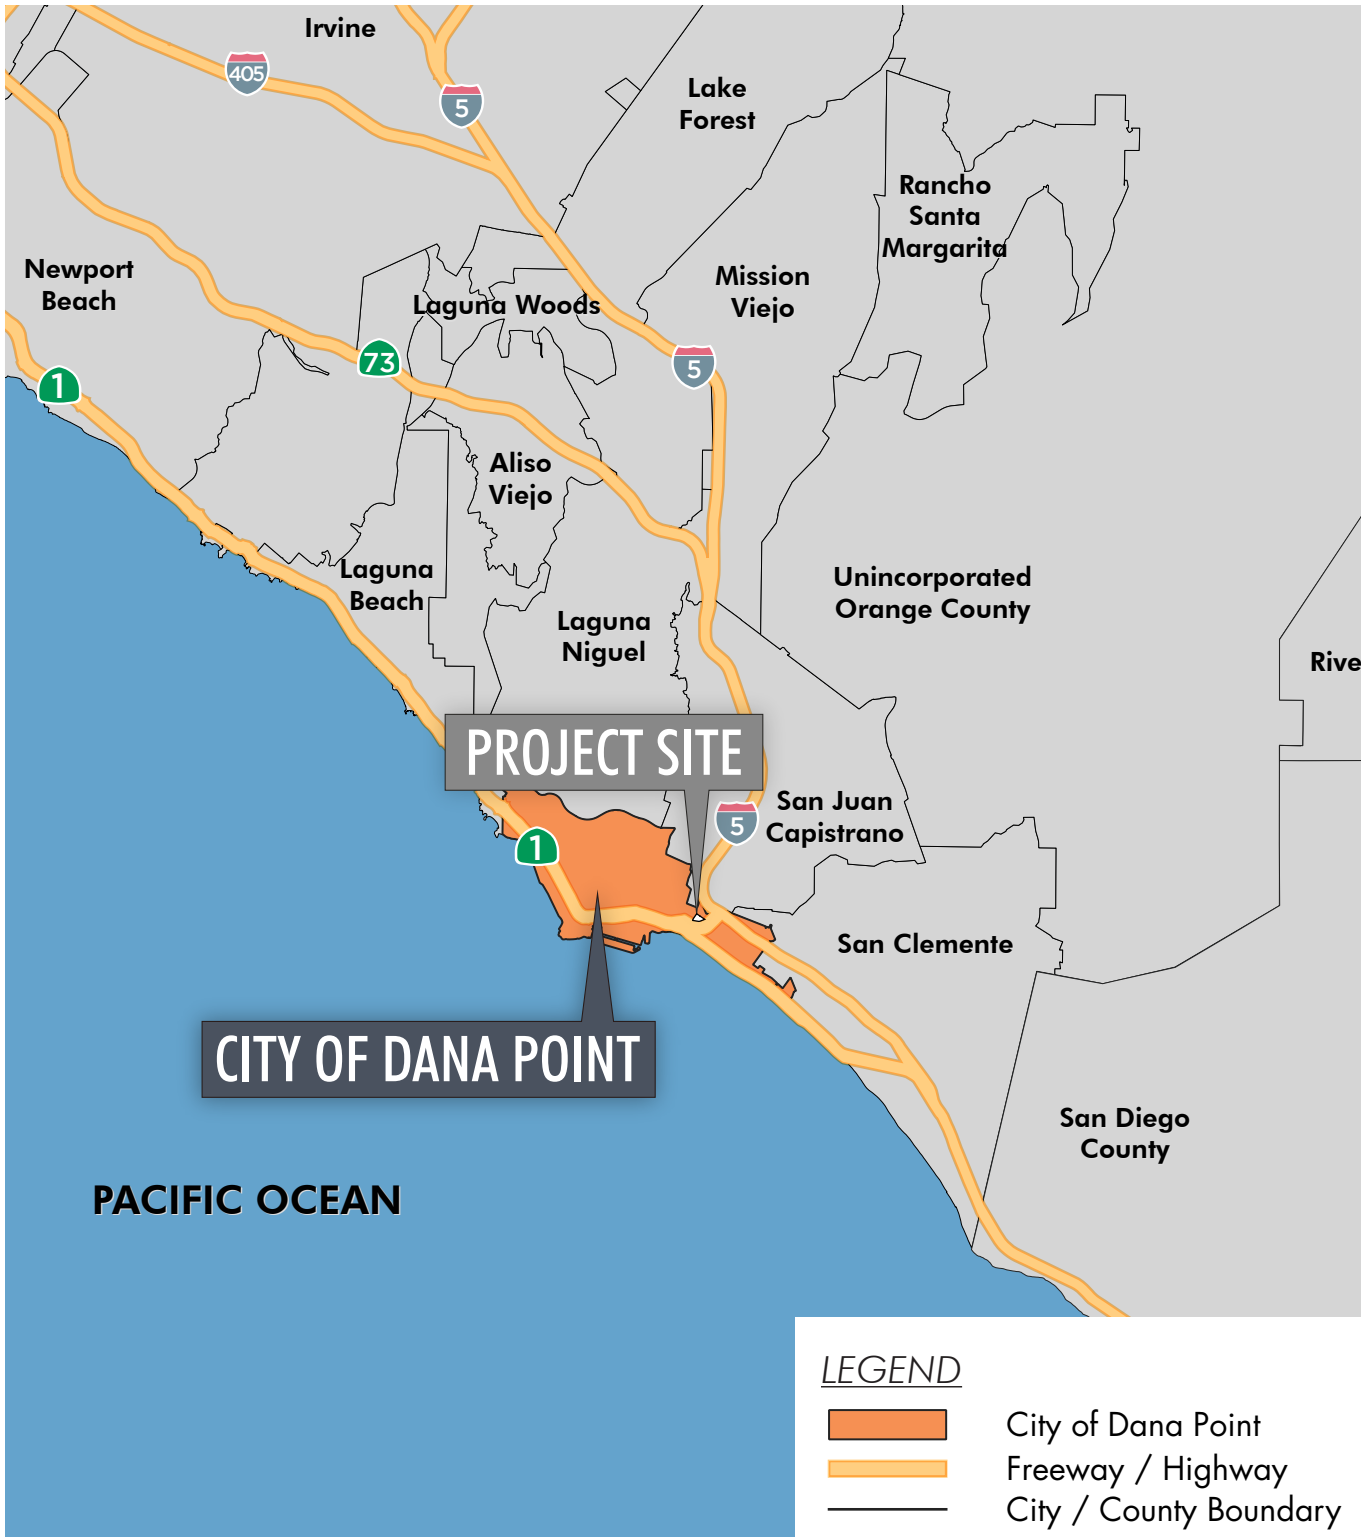 Irvine
405
5
Lake
Forest
Rancho
Santa
Margarita
Newport
Beach
Mission
Viejo
Laguna Woods
73
5
1
Aliso
Viejo
Laguna
Beach
Unincorporated
Orange County
Laguna
Niguel
Rive
PROJECT SITE
San Juan
Capistrano
5
1
San Clemente
CITY OF DANA POINT
San Diego
County
PACIFIC OCEAN
LEGEND
City of Dana Point
Freeway / Highway
City / County Boundary